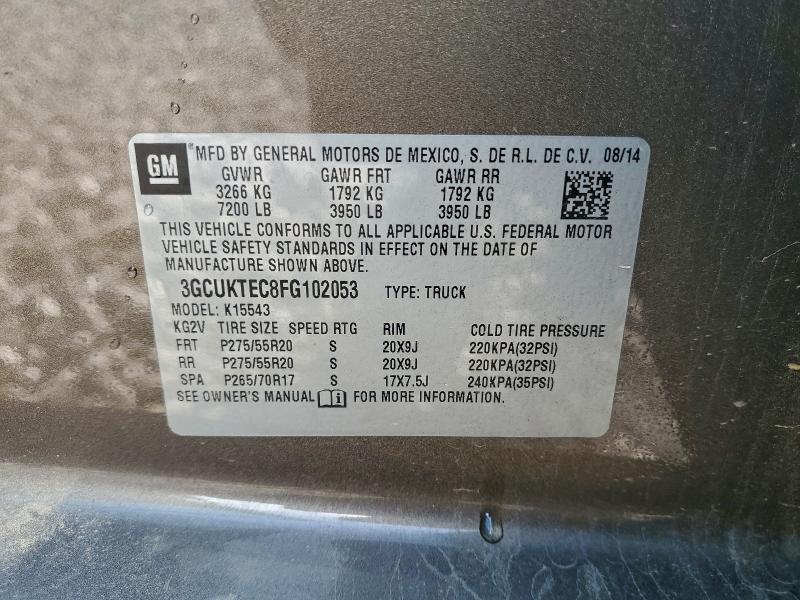 GM ® MFD BY GENERAL MOTORS DE MEXICO, S. DE R.L. DE C.V. 08/14
GVWR GAWR FRT GAWR RR
3266 KG 1792 KG 1792 KG
7200 LB 3950 LB 3950 LB
THIS VEHICLE CONFORMS TO ALL APPLICABLE U.S. FEDERAL MOTOR
VEHICLE SAFETY STANDARDS IN EFFECT ON THE DATE OF
MANUFACTURE SHOWN ABOVE.
3GCUKTEC8FG102053 TYPE: TRUCK
MODEL: K15543
KG2V TIRE SIZE SPEED RTG RIM COLD TIRE PRESSURE
FRT P275/55R20 S 20X9J 220KPA(32PSI)
RR P275/55R20 S 20X9J 220KPA(32PSI)
SPA P265/70R17 S 17X7.5J 240KPA(35PSI)
SEE OWNER'S MANUAL i FOR MORE INFORMATION.